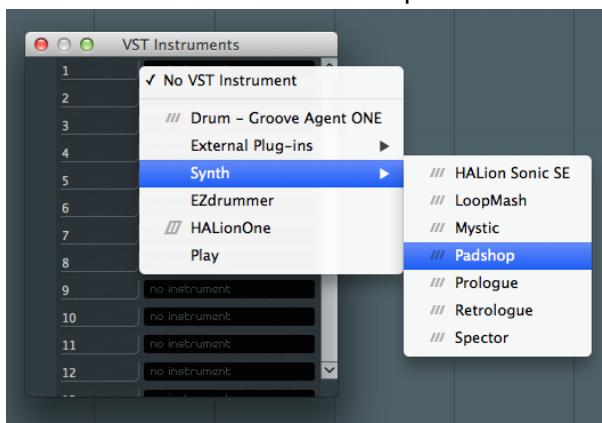 VST Instruments
1
✓ No VST Instrument
2
Drum - Groove Agent ONE
3
External Plug-ins
4
Synth
HALion Sonic SE
5
EZdrummer
LoopMash
6
HALionOne
Mystic
7
Play
Padshop
8
Prologue
9 no instrument
Retrologue
10 no instrument
Spector
11 no instrument
12 no instrument